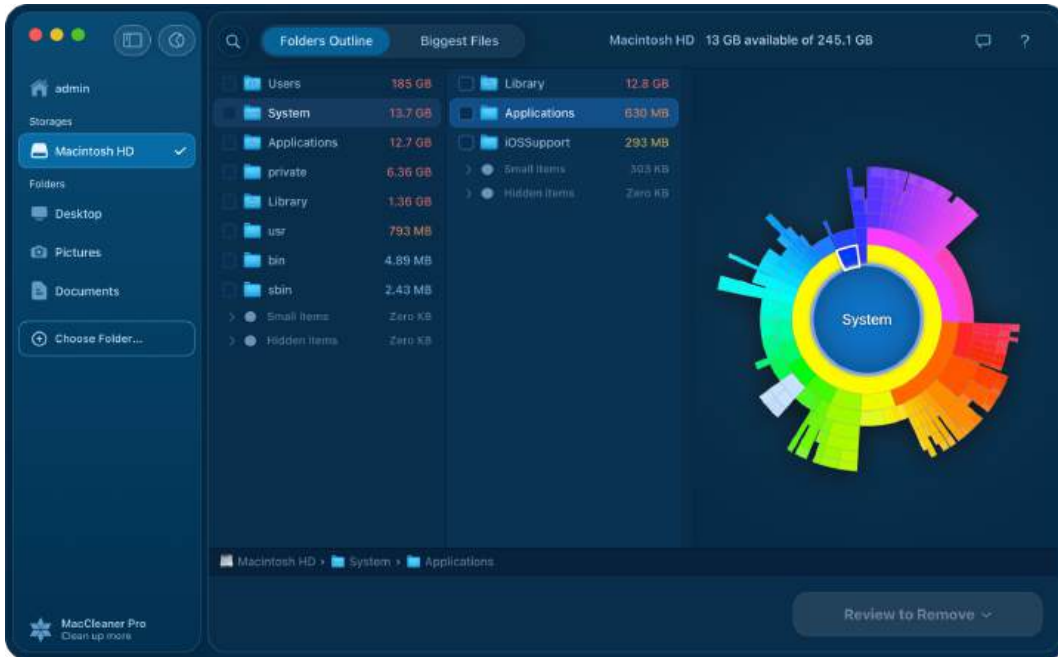 Folders Outline
Biggest Files
Macintosh HD 13 GB available of 245.1 GB
?
admin
Storages
Macintosh HD
Folders
Desktop
Pictures
Documents
Choose Folder...
MacCleaner Pro
Clean up more
Users 185 GB
System 13.7 GB
Applications 12.7 GB
private 6.36 GB
Library 1.36 GB
usr 793 MB
bin 4.89 MB
sbin 2.43 MB
Small Items Zero KB
Hidden Items Zero KB
Library 12.8 GB
Applications 630 MB
iOSSupport 293 MB
Small Items 303 KB
Hidden Items Zero KB
System
Macintosh HD › System › Applications
Review to Remove